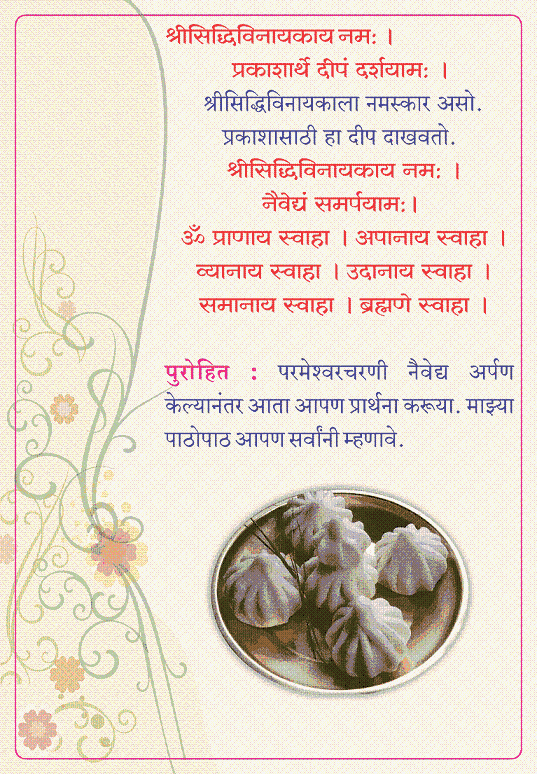 श्रीसिद्धिविनायकाय नमः ।
प्रकाशार्थे दीपं दर्शयामः ।
श्रीसिद्धिविनायकाला नमस्कार असो.
प्रकाशासाठी हा दीप दाखवतो.
श्रीसिद्धिविनायकाय नमः ।
नैवेद्यं समर्पयामः।
ॐ प्राणाय स्वाहा । अपानाय स्वाहा ।
व्यानाय स्वाहा । उदानाय स्वाहा ।
समानाय स्वाहा । ब्रह्मणे स्वाहा ।
पुरोहित : परमेश्वरचरणी नैवेद्य अर्पण
केल्यानंतर आता आपण प्रार्थना करूया. माझ्या
पाठोपाठ आपण सर्वांनी म्हणावे.